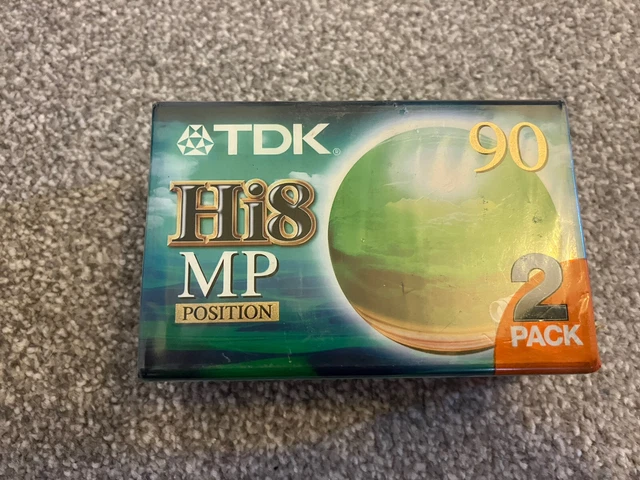 TDK®
90
Hi8
MP
POSITION
2
PACK